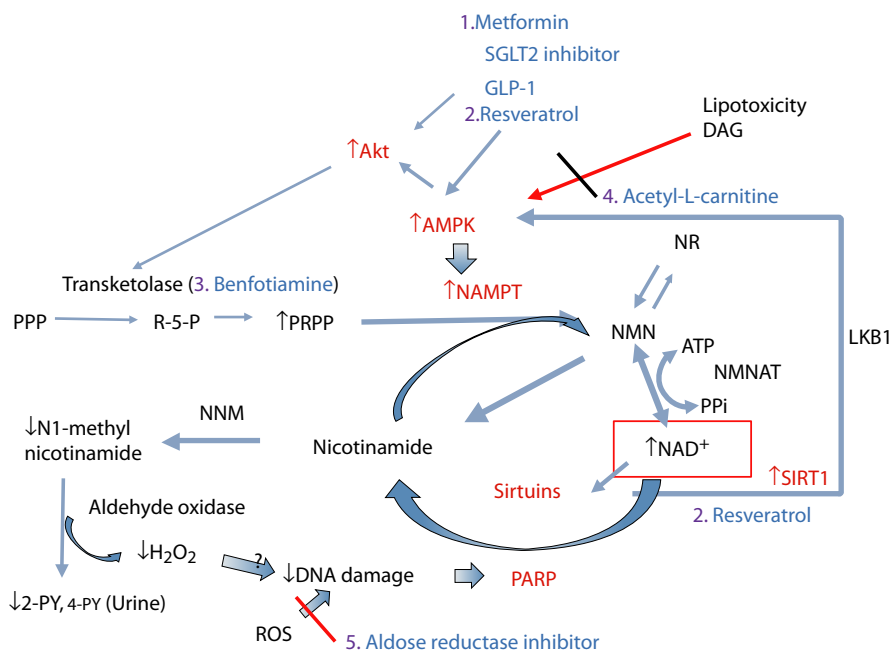 1.Metformin
SGLT2 inhibitor
GLP-1
2.Resveratrol
Lipotoxicity
DAG
↑Akt
4. Acetyl-L-carnitine
↑AMPK
NR
Transketolase (3. Benfotiamine)
↑NAMPT
PPP
R-5-P
↑PRPP
NMN
ATP
LKB1
NMNAT
PPi
NNM
↓N1-methyl
nicotinamide
Nicotinamide
↑NAD⁺
Sirtuins
↑SIRT1
2. Resveratrol
Aldehyde oxidase
↓H₂O₂
?
↓DNA damage
PARP
↓2-PY, 4-PY (Urine)
ROS
5. Aldose reductase inhibitor